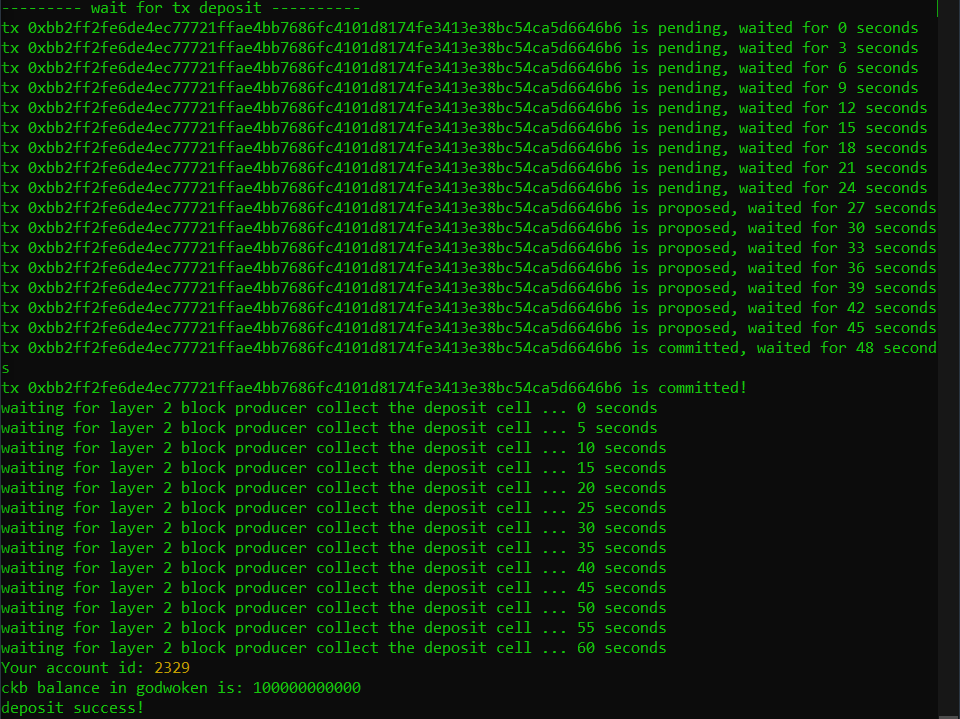 --------- wait for tx deposit ----------
tx 0xbb2ff2fe6de4ec77721ffae4bb7686fc4101d8174fe3413e38bc54ca5d6646b6 is pending, waited for 0 seconds
tx 0xbb2ff2fe6de4ec77721ffae4bb7686fc4101d8174fe3413e38bc54ca5d6646b6 is pending, waited for 3 seconds
tx 0xbb2ff2fe6de4ec77721ffae4bb7686fc4101d8174fe3413e38bc54ca5d6646b6 is pending, waited for 6 seconds
tx 0xbb2ff2fe6de4ec77721ffae4bb7686fc4101d8174fe3413e38bc54ca5d6646b6 is pending, waited for 9 seconds
tx 0xbb2ff2fe6de4ec77721ffae4bb7686fc4101d8174fe3413e38bc54ca5d6646b6 is pending, waited for 12 seconds
tx 0xbb2ff2fe6de4ec77721ffae4bb7686fc4101d8174fe3413e38bc54ca5d6646b6 is pending, waited for 15 seconds
tx 0xbb2ff2fe6de4ec77721ffae4bb7686fc4101d8174fe3413e38bc54ca5d6646b6 is pending, waited for 18 seconds
tx 0xbb2ff2fe6de4ec77721ffae4bb7686fc4101d8174fe3413e38bc54ca5d6646b6 is pending, waited for 21 seconds
tx 0xbb2ff2fe6de4ec77721ffae4bb7686fc4101d8174fe3413e38bc54ca5d6646b6 is pending, waited for 24 seconds
tx 0xbb2ff2fe6de4ec77721ffae4bb7686fc4101d8174fe3413e38bc54ca5d6646b6 is proposed, waited for 27 seconds
tx 0xbb2ff2fe6de4ec77721ffae4bb7686fc4101d8174fe3413e38bc54ca5d6646b6 is proposed, waited for 30 seconds
tx 0xbb2ff2fe6de4ec77721ffae4bb7686fc4101d8174fe3413e38bc54ca5d6646b6 is proposed, waited for 33 seconds
tx 0xbb2ff2fe6de4ec77721ffae4bb7686fc4101d8174fe3413e38bc54ca5d6646b6 is proposed, waited for 36 seconds
tx 0xbb2ff2fe6de4ec77721ffae4bb7686fc4101d8174fe3413e38bc54ca5d6646b6 is proposed, waited for 39 seconds
tx 0xbb2ff2fe6de4ec77721ffae4bb7686fc4101d8174fe3413e38bc54ca5d6646b6 is proposed, waited for 42 seconds
tx 0xbb2ff2fe6de4ec77721ffae4bb7686fc4101d8174fe3413e38bc54ca5d6646b6 is proposed, waited for 45 seconds
tx 0xbb2ff2fe6de4ec77721ffae4bb7686fc4101d8174fe3413e38bc54ca5d6646b6 is committed, waited for 48 second
s
tx 0xbb2ff2fe6de4ec77721ffae4bb7686fc4101d8174fe3413e38bc54ca5d6646b6 is committed!
waiting for layer 2 block producer collect the deposit cell ... 0 seconds
waiting for layer 2 block producer collect the deposit cell ... 5 seconds
waiting for layer 2 block producer collect the deposit cell ... 10 seconds
waiting for layer 2 block producer collect the deposit cell ... 15 seconds
waiting for layer 2 block producer collect the deposit cell ... 20 seconds
waiting for layer 2 block producer collect the deposit cell ... 25 seconds
waiting for layer 2 block producer collect the deposit cell ... 30 seconds
waiting for layer 2 block producer collect the deposit cell ... 35 seconds
waiting for layer 2 block producer collect the deposit cell ... 40 seconds
waiting for layer 2 block producer collect the deposit cell ... 45 seconds
waiting for layer 2 block producer collect the deposit cell ... 50 seconds
waiting for layer 2 block producer collect the deposit cell ... 55 seconds
waiting for layer 2 block producer collect the deposit cell ... 60 seconds
Your account id: 2329
ckb balance in godwoken is: 100000000000
deposit success!